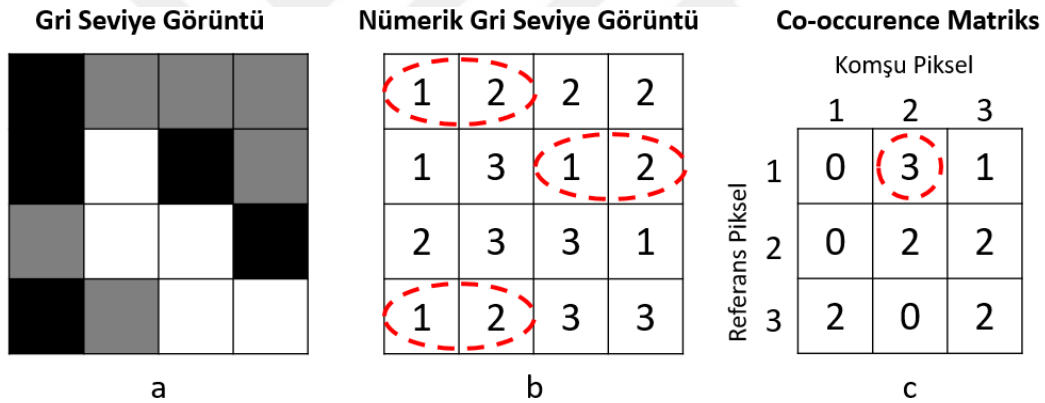 Gri Seviye Görüntü
Nümerik Gri Seviye Görüntü
Co-occurence Matriks
1 2 2 2
1 3 1 2
2 3 3 1
1 2 3 3
Komşu Piksel
1 2 3
Referans Piksel
1 0 3 1
2 0 2 2
3 2 0 2
a
b
c